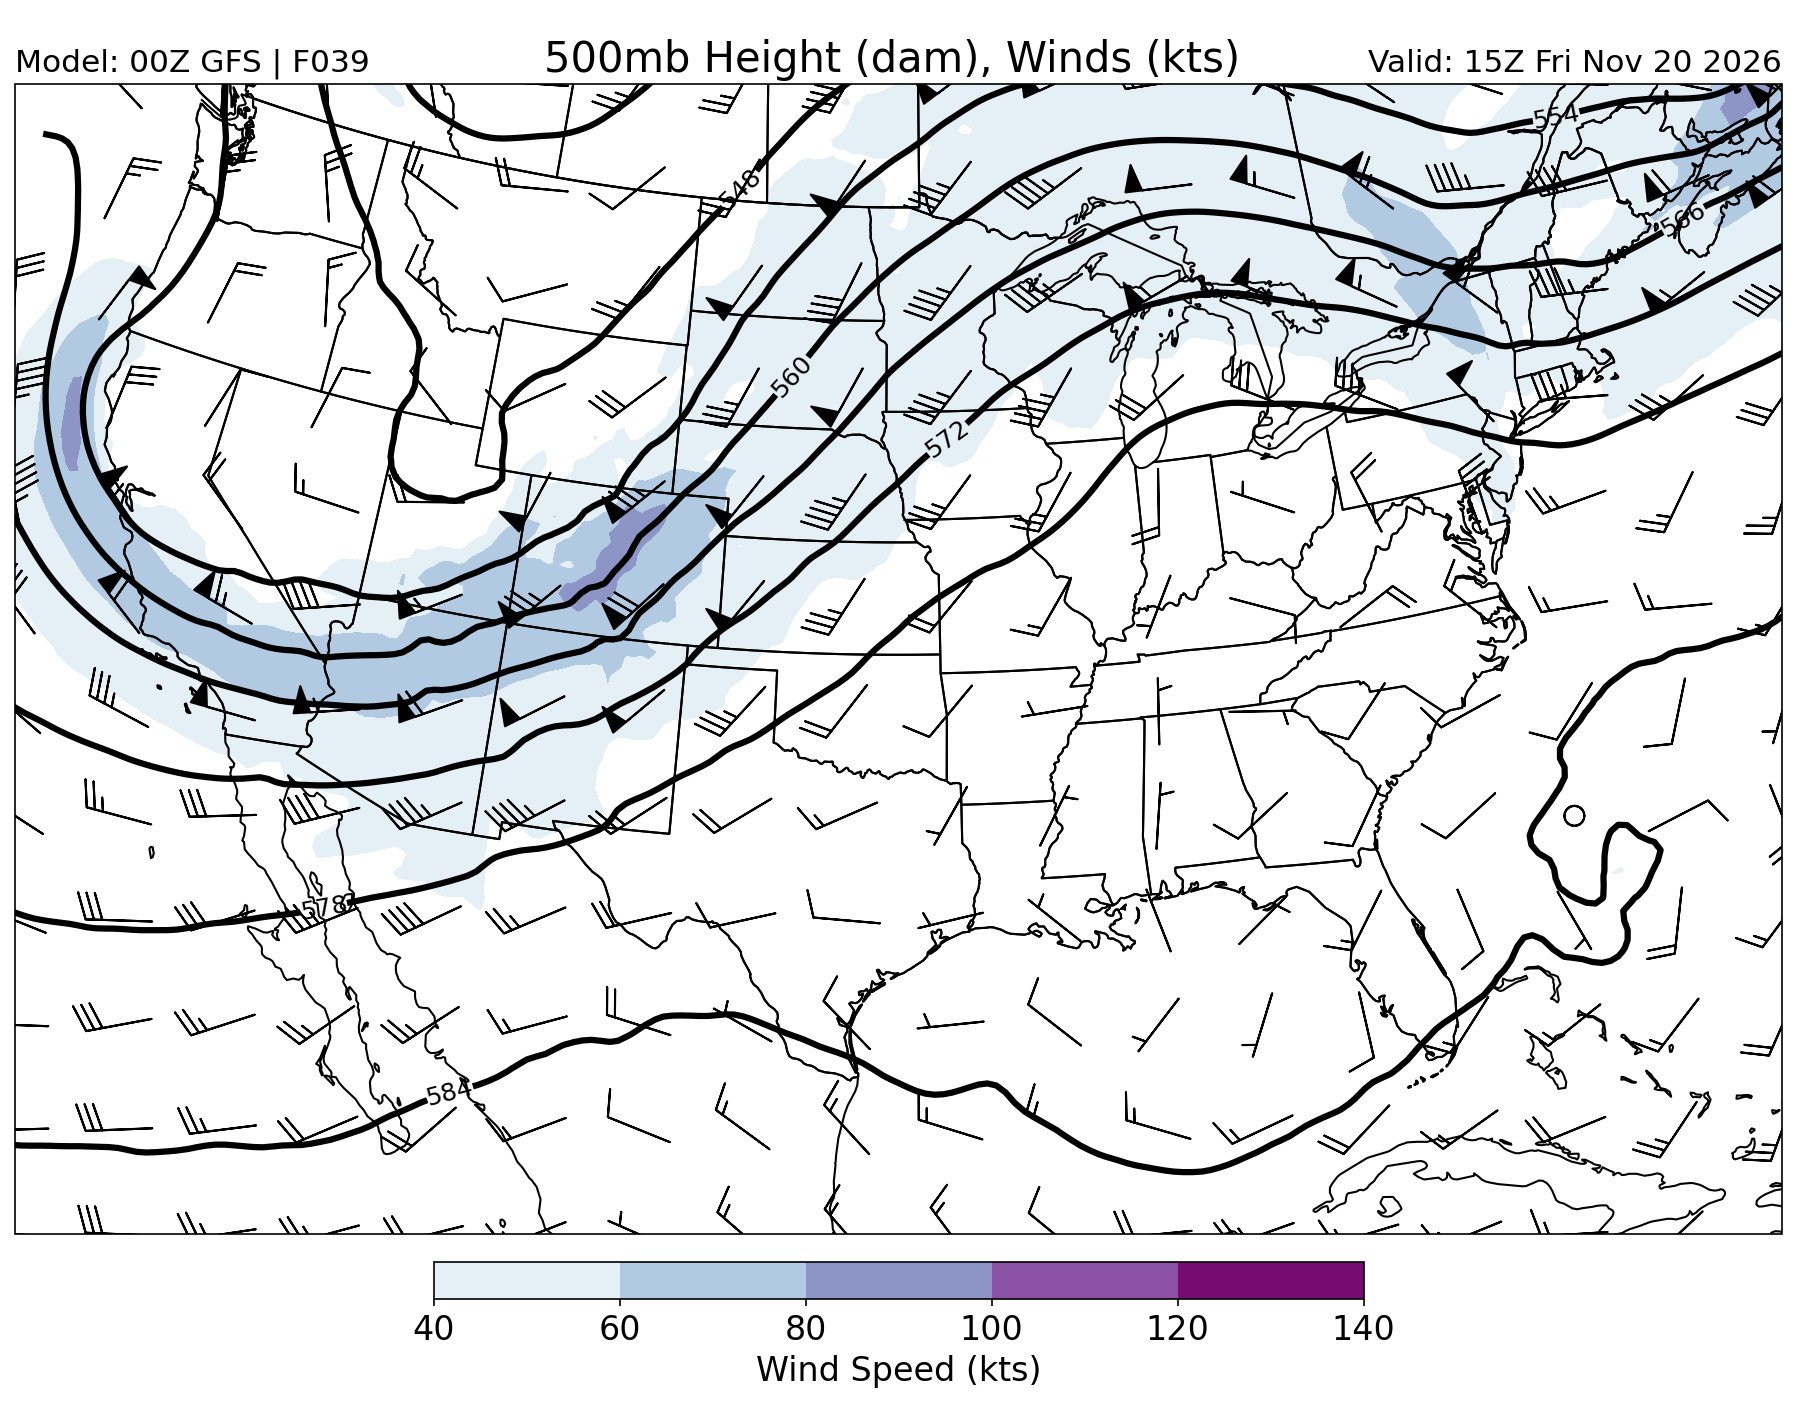 Model: 00Z GFS | F039
500mb Height (dam), Winds (kts)
Valid: 15Z Fri Nov 20 2026
554
548
566
560
572
578
584
40 60 80 100 120 140
Wind Speed (kts)